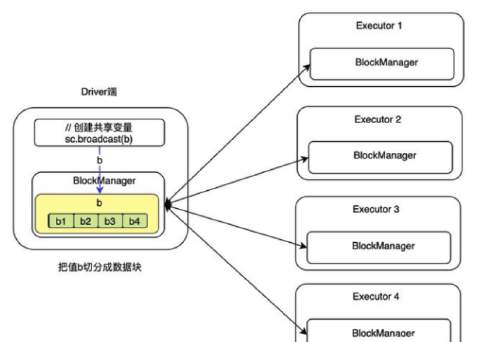 Driver端
// 创建共享变量
sc.broadcast(b)
b
BlockManager
b
b1 b2 b3 b4
把值b切分成数据块
Executor 1
BlockManager
Executor 2
BlockManager
Executor 3
BlockManager
Executor 4
BlockManager